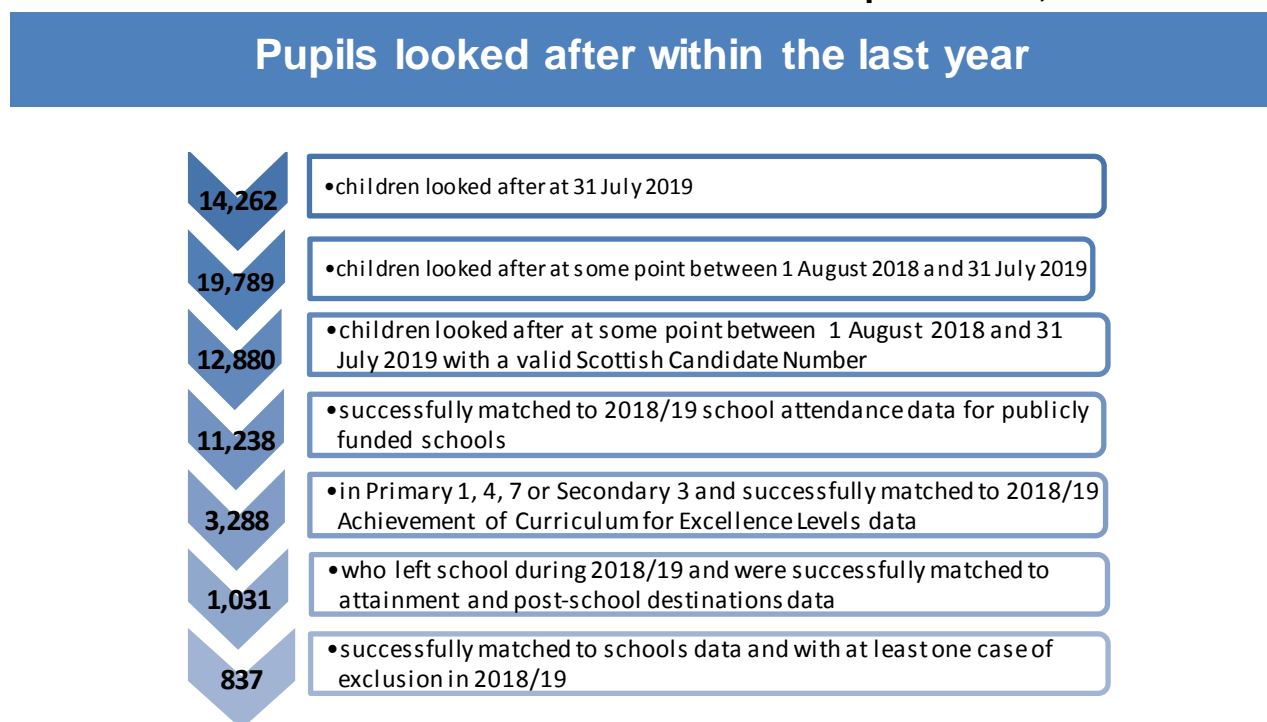 Pupils looked after within the last year
14,262
•children looked after at 31 July 2019
19,789
•children looked after at some point between 1 August 2018 and 31 July 2019
12,880
•children looked after at some point between 1 August 2018 and 31
July 2019 with a valid Scottish Candidate Number
11,238
•successfully matched to 2018/19 school attendance data for publicly
funded schools
3,288
•in Primary 1, 4, 7 or Secondary 3 and successfully matched to 2018/19
Achievement of Curriculum for Excellence Levels data
1,031
•who left school during 2018/19 and were successfully matched to
attainment and post-school destinations data
837
•successfully matched to schools data and with at least one case of
exclusion in 2018/19